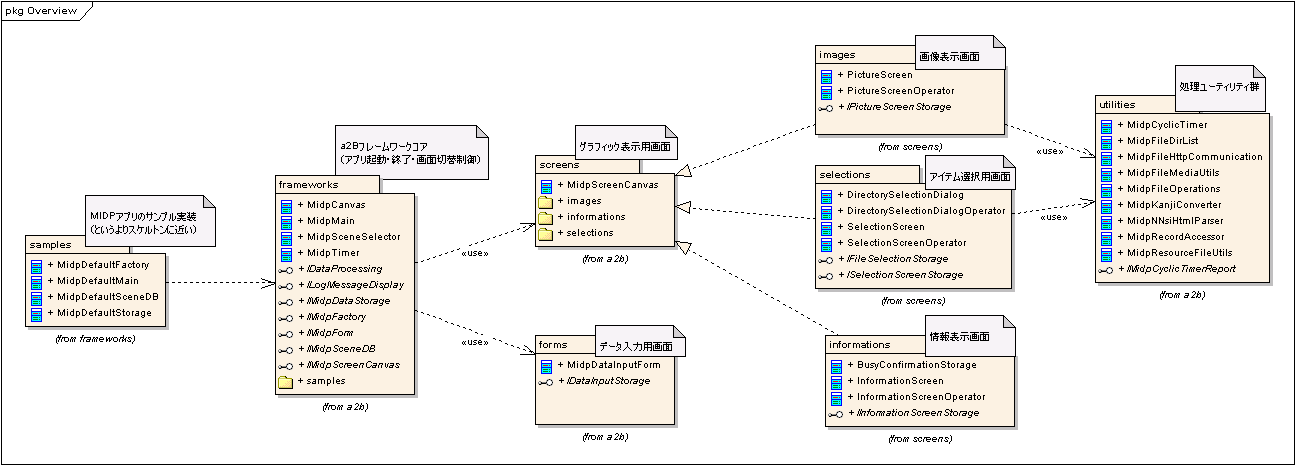 pkg Overview
MIDPアプリのサンプル実装
(というよりスケルトンに近い)
samples
+ MidpDefaultFactory
+ MidpDefaultMain
+ MidpDefaultSceneDB
+ MidpDefaultStorage
(from frameworks)
a2Bフレームワークコア
(アプリ起動・終了・画面切替制御)
frameworks
+ MidpCanvas
+ MidpMain
+ MidpSceneSelector
+ MidpTimer
+ IDataProcessing
+ ILogMessageDisplay
+ IMidpDataStorage
+ IMidpFactory
+ IMidpForm
+ IMidpSceneDB
+ IMidpScreenCanvas
+ samples
(from a2b)
«use»
«use»
グラフィック表示用画面
screens
+ MidpScreenCanvas
+ images
+ informations
+ selections
(from a2b)
データ入力用画面
forms
+ MidpDataInputForm
+ IDataInputStorage
(from a2b)
画像表示画面
images
+ PictureScreen
+ PictureScreenOperator
+ IPictureScreenStorage
(from screens)
アイテム選択用画面
selections
+ DirectorySelectionDialog
+ DirectorySelectionDialogOperator
+ SelectionScreen
+ SelectionScreenOperator
+ IFileSelectionStorage
+ ISelectionScreenStorage
(from screens)
情報表示画面
informations
+ BusyConfirmationStorage
+ InformationScreen
+ InformationScreenOperator
+ IInformationScreenStorage
(from screens)
«use»
«use»
処理ユーティリティ群
utilities
+ MidpCyclicTimer
+ MidpFileDirList
+ MidpFileHttpCommunication
+ MidpFileMediaUtils
+ MidpFileOperations
+ MidpKanjiConverter
+ MidpNNsiHtmlParser
+ MidpRecordAccessor
+ MidpResourceFileUtils
+ IMidpCyclicTimerReport
(from a2b)